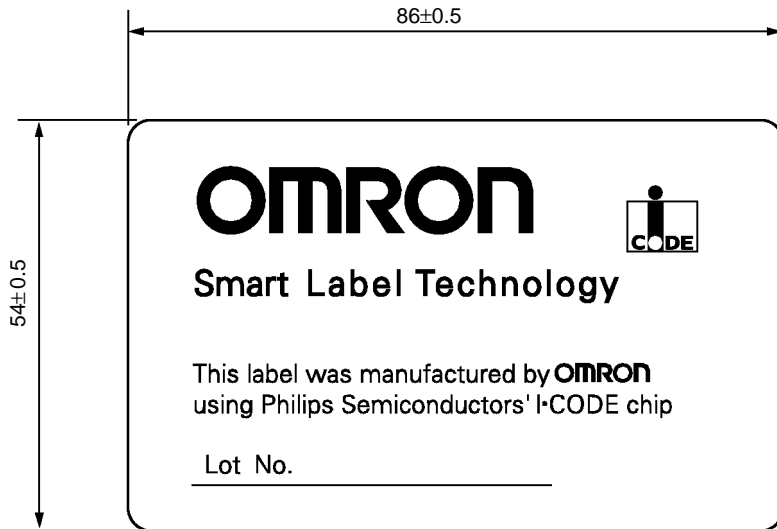 86±0.5
OMRON
i
CODE
54±0.5
Smart Label Technology
This label was manufactured by OMRON
using Philips Semiconductors' I•CODE chip
Lot No.